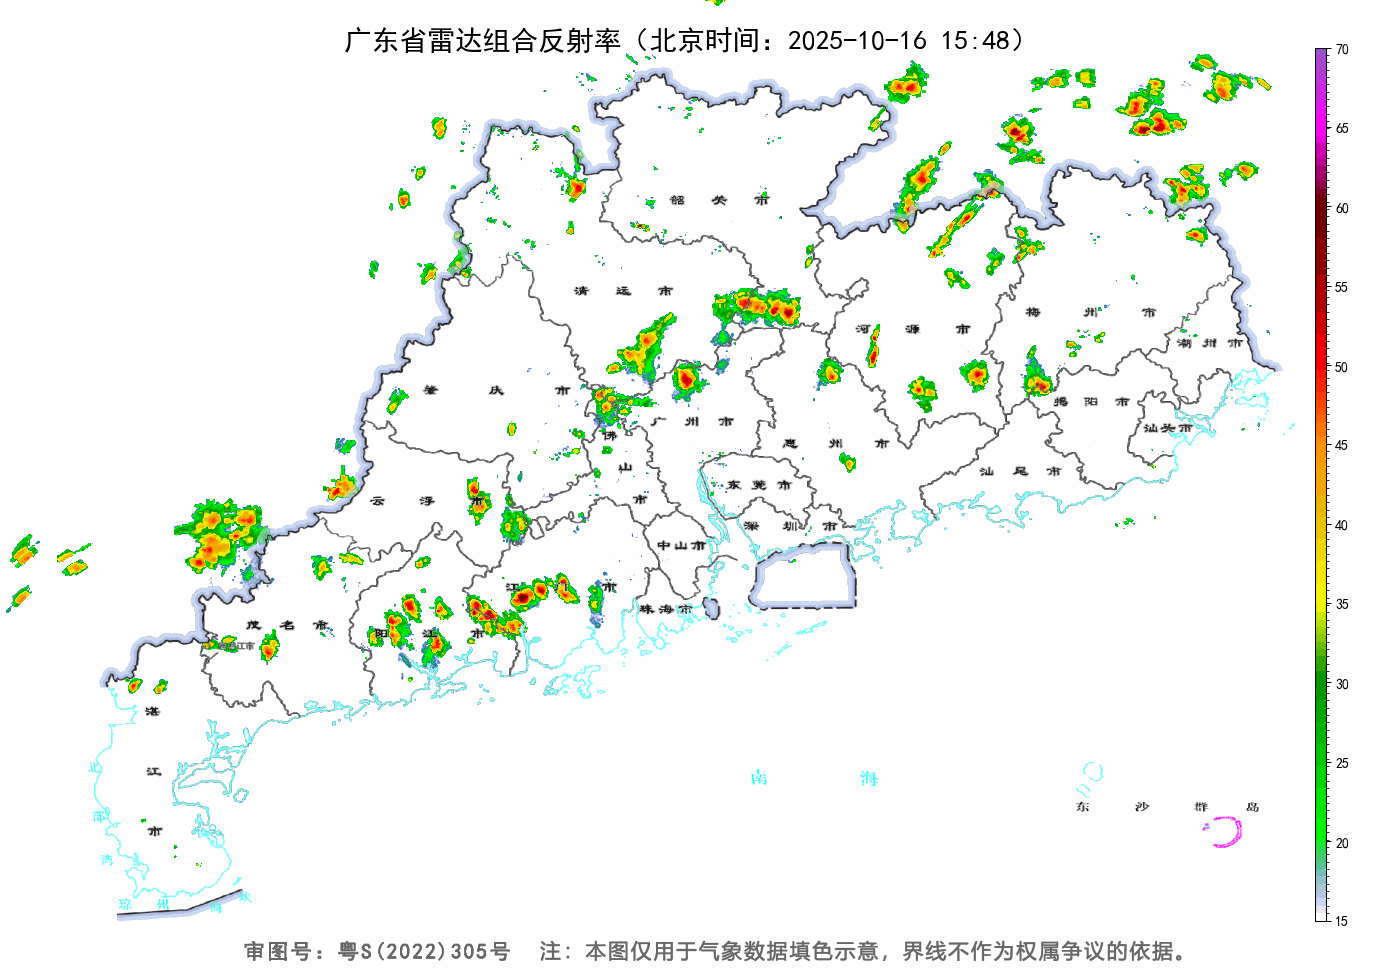 广东省雷达组合反射率（北京时间：2025-10-16 15:48）
70
65
60
55
50
45
40
35
30
25
20
15
韶关市
清远市
河源市
梅州市
潮州市
肇庆市
广州市
揭阳市
汕头市
佛山市
惠州市
汕尾市
云浮市
东莞市
深圳市
中山市
江门市
珠海市
茂名市
阳江市
湛江市
北部湾
南海
东沙群岛
琼州海峡
审图号：粤S(2022)305号 注：本图仅用于气象数据填色示意，界线不作为权属争议的依据。